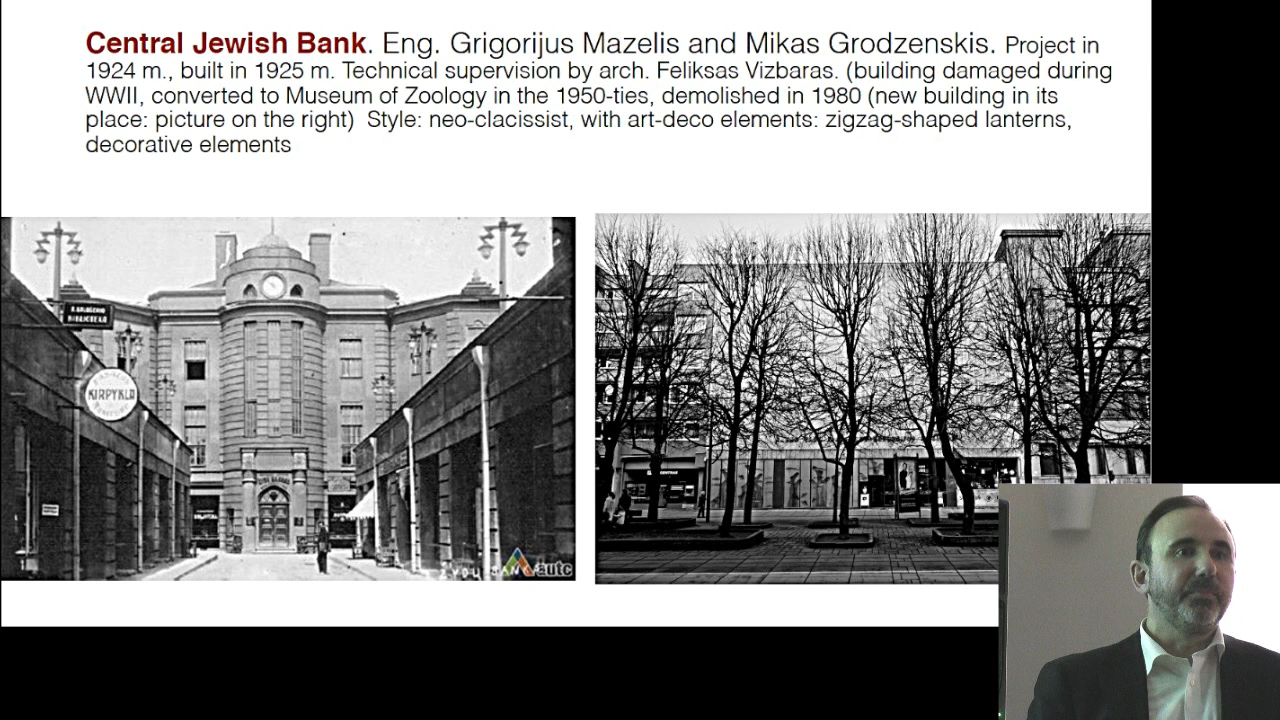 Central Jewish Bank. Eng. Grigorijus Mazelis and Mikas Grodzenskis. Project in
1924 m., built in 1925 m. Technical supervision by arch. Feliksas Vizbaras. (building damaged during
WWII, converted to Museum of Zoology in the 1950-ties, demolished in 1980 (new building in its
place: picture on the right)  Style: neo-clacissist, with art-deco elements: zigzag-shaped lanterns,
decorative elements
KIRPYKLA
autc